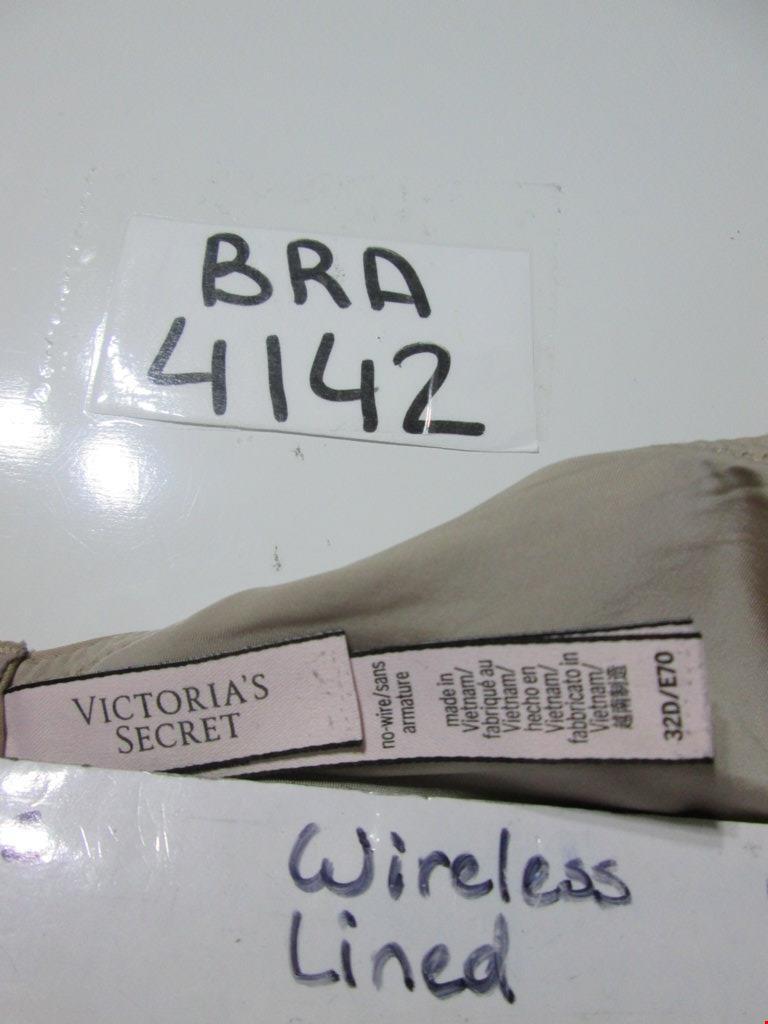 BRA
4142
VICTORIA'S
SECRET
no-wire/sans
armature
made in
Vietnam/
fabriqué au
Vietnam/
hecho en
Vietnam/
fabbricato in
Vietnam/
越南制造
32D/E70
Wireless
Lined